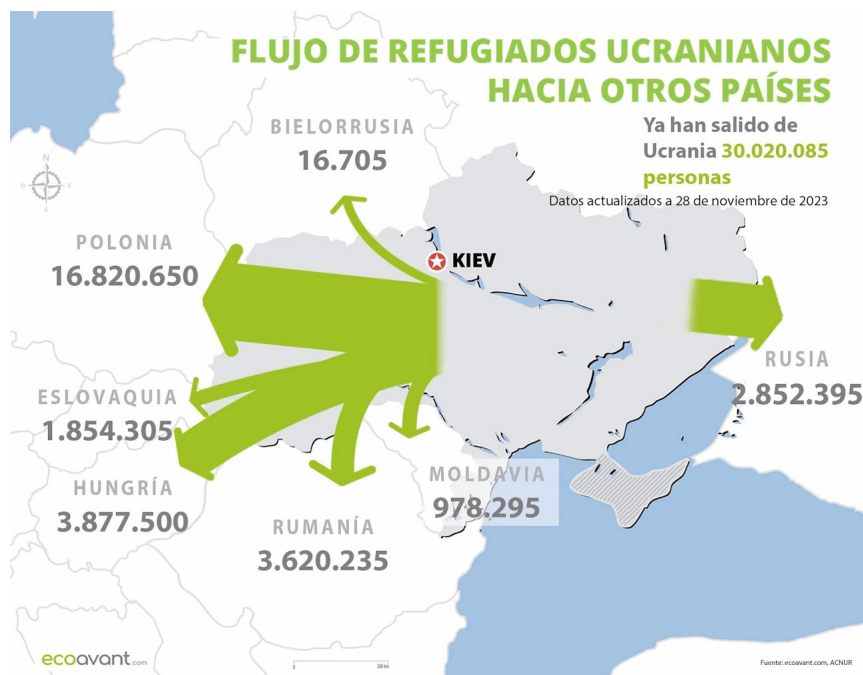 FLUJO DE REFUGIADOS UCRANIANOS
HACIA OTROS PAÍSES
Ya han salido de
Ucrania 30.020.085
personas
Datos actualizados a 28 de noviembre de 2023
BIELORRUSIA
16.705
N
O
E
S
POLONIA
16.820.650
KIEV
RUSIA
2.852.395
ESLOVAQUIA
1.854.305
HUNGRÍA
3.877.500
MOLDAVIA
978.295
RUMANÍA
3.620.235
ecoavant.com
0
Fuente: ecoavant.com, ACNUR